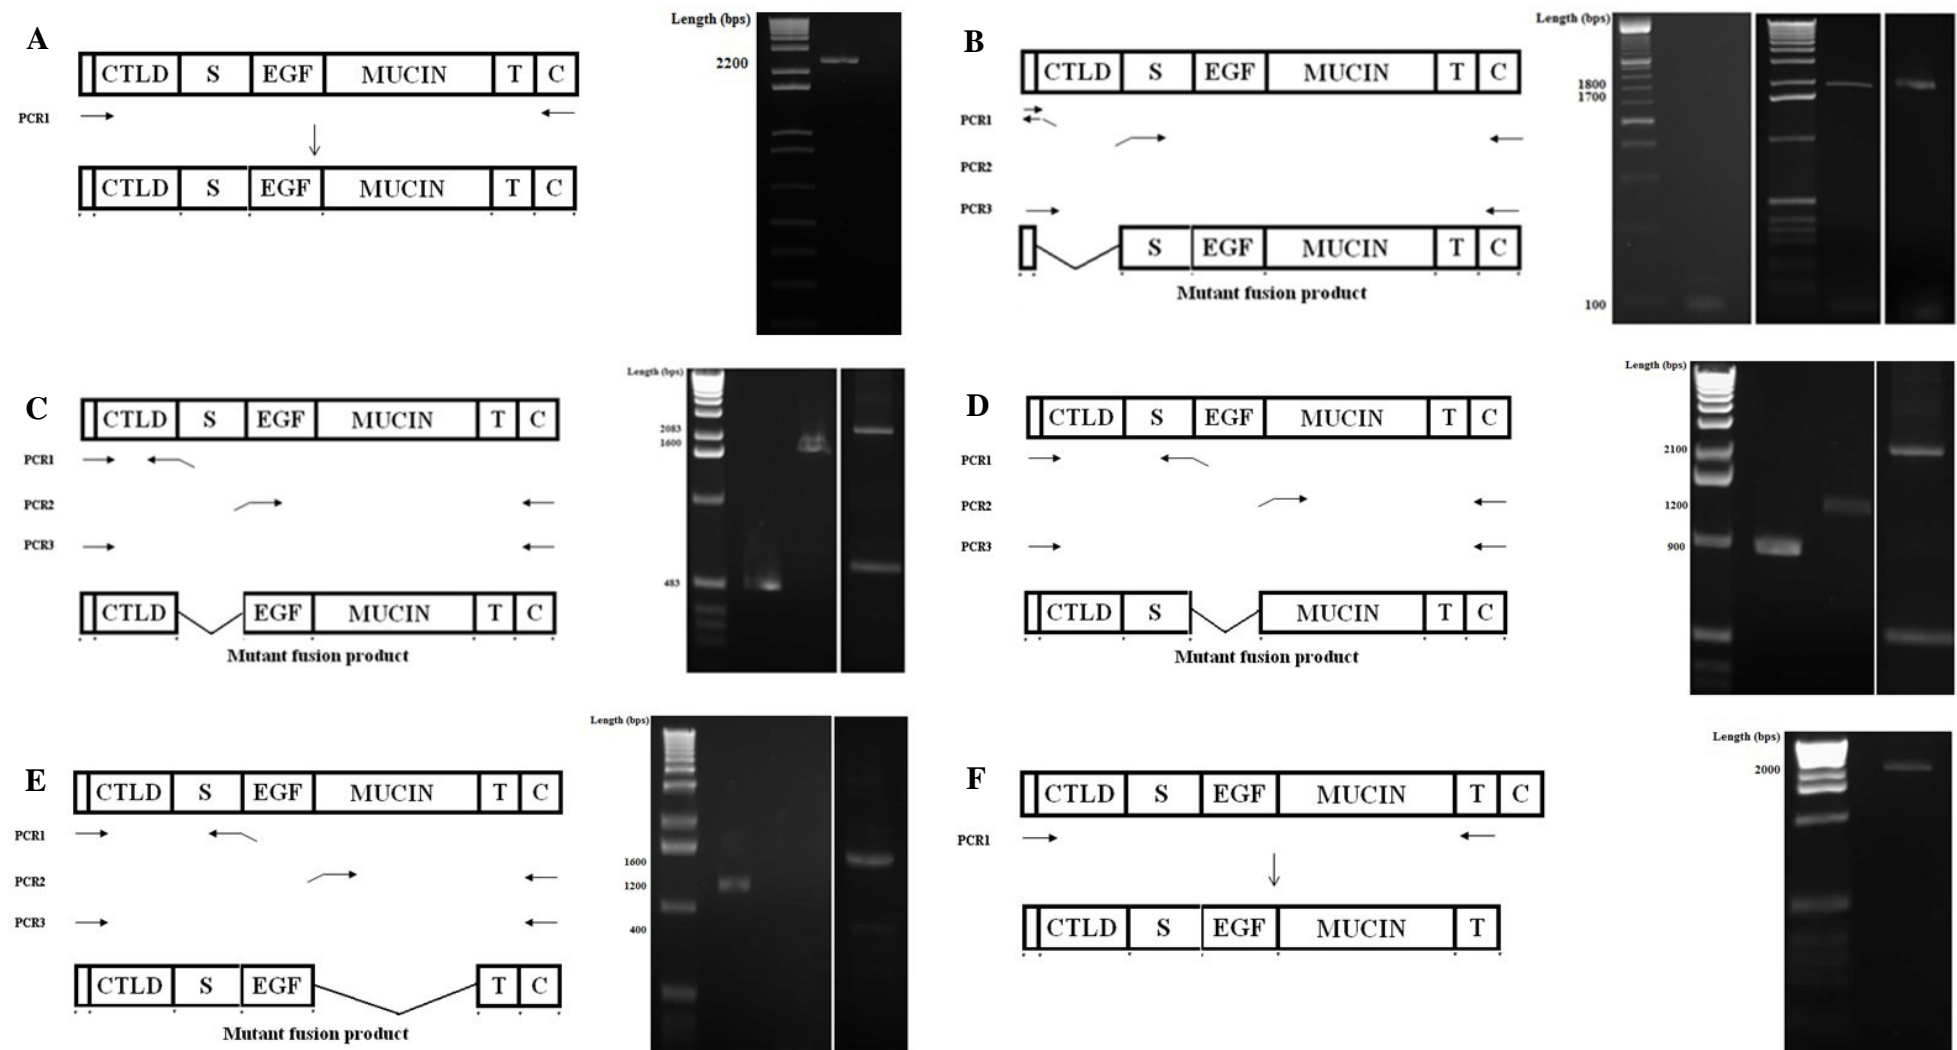 A
CTLD S EGF MUCIN T C
PCR1
CTLD S EGF MUCIN T C
Length (bps)
2200
B
CTLD S EGF MUCIN T C
PCR1
PCR2
PCR3
S EGF MUCIN T C
Mutant fusion product
Length (bps)
1800
1700
100
C
CTLD S EGF MUCIN T C
PCR1
PCR2
PCR3
CTLD EGF MUCIN T C
Mutant fusion product
Length (bps)
2083
1600
483
D
CTLD S EGF MUCIN T C
PCR1
PCR2
PCR3
CTLD S MUCIN T C
Mutant fusion product
Length (bps)
2100
1200
900
E
CTLD S EGF MUCIN T C
PCR1
PCR2
PCR3
CTLD S EGF T C
Mutant fusion product
Length (bps)
1600
1200
400
F
CTLD S EGF MUCIN T C
PCR1
CTLD S EGF MUCIN T
Length (bps)
2000